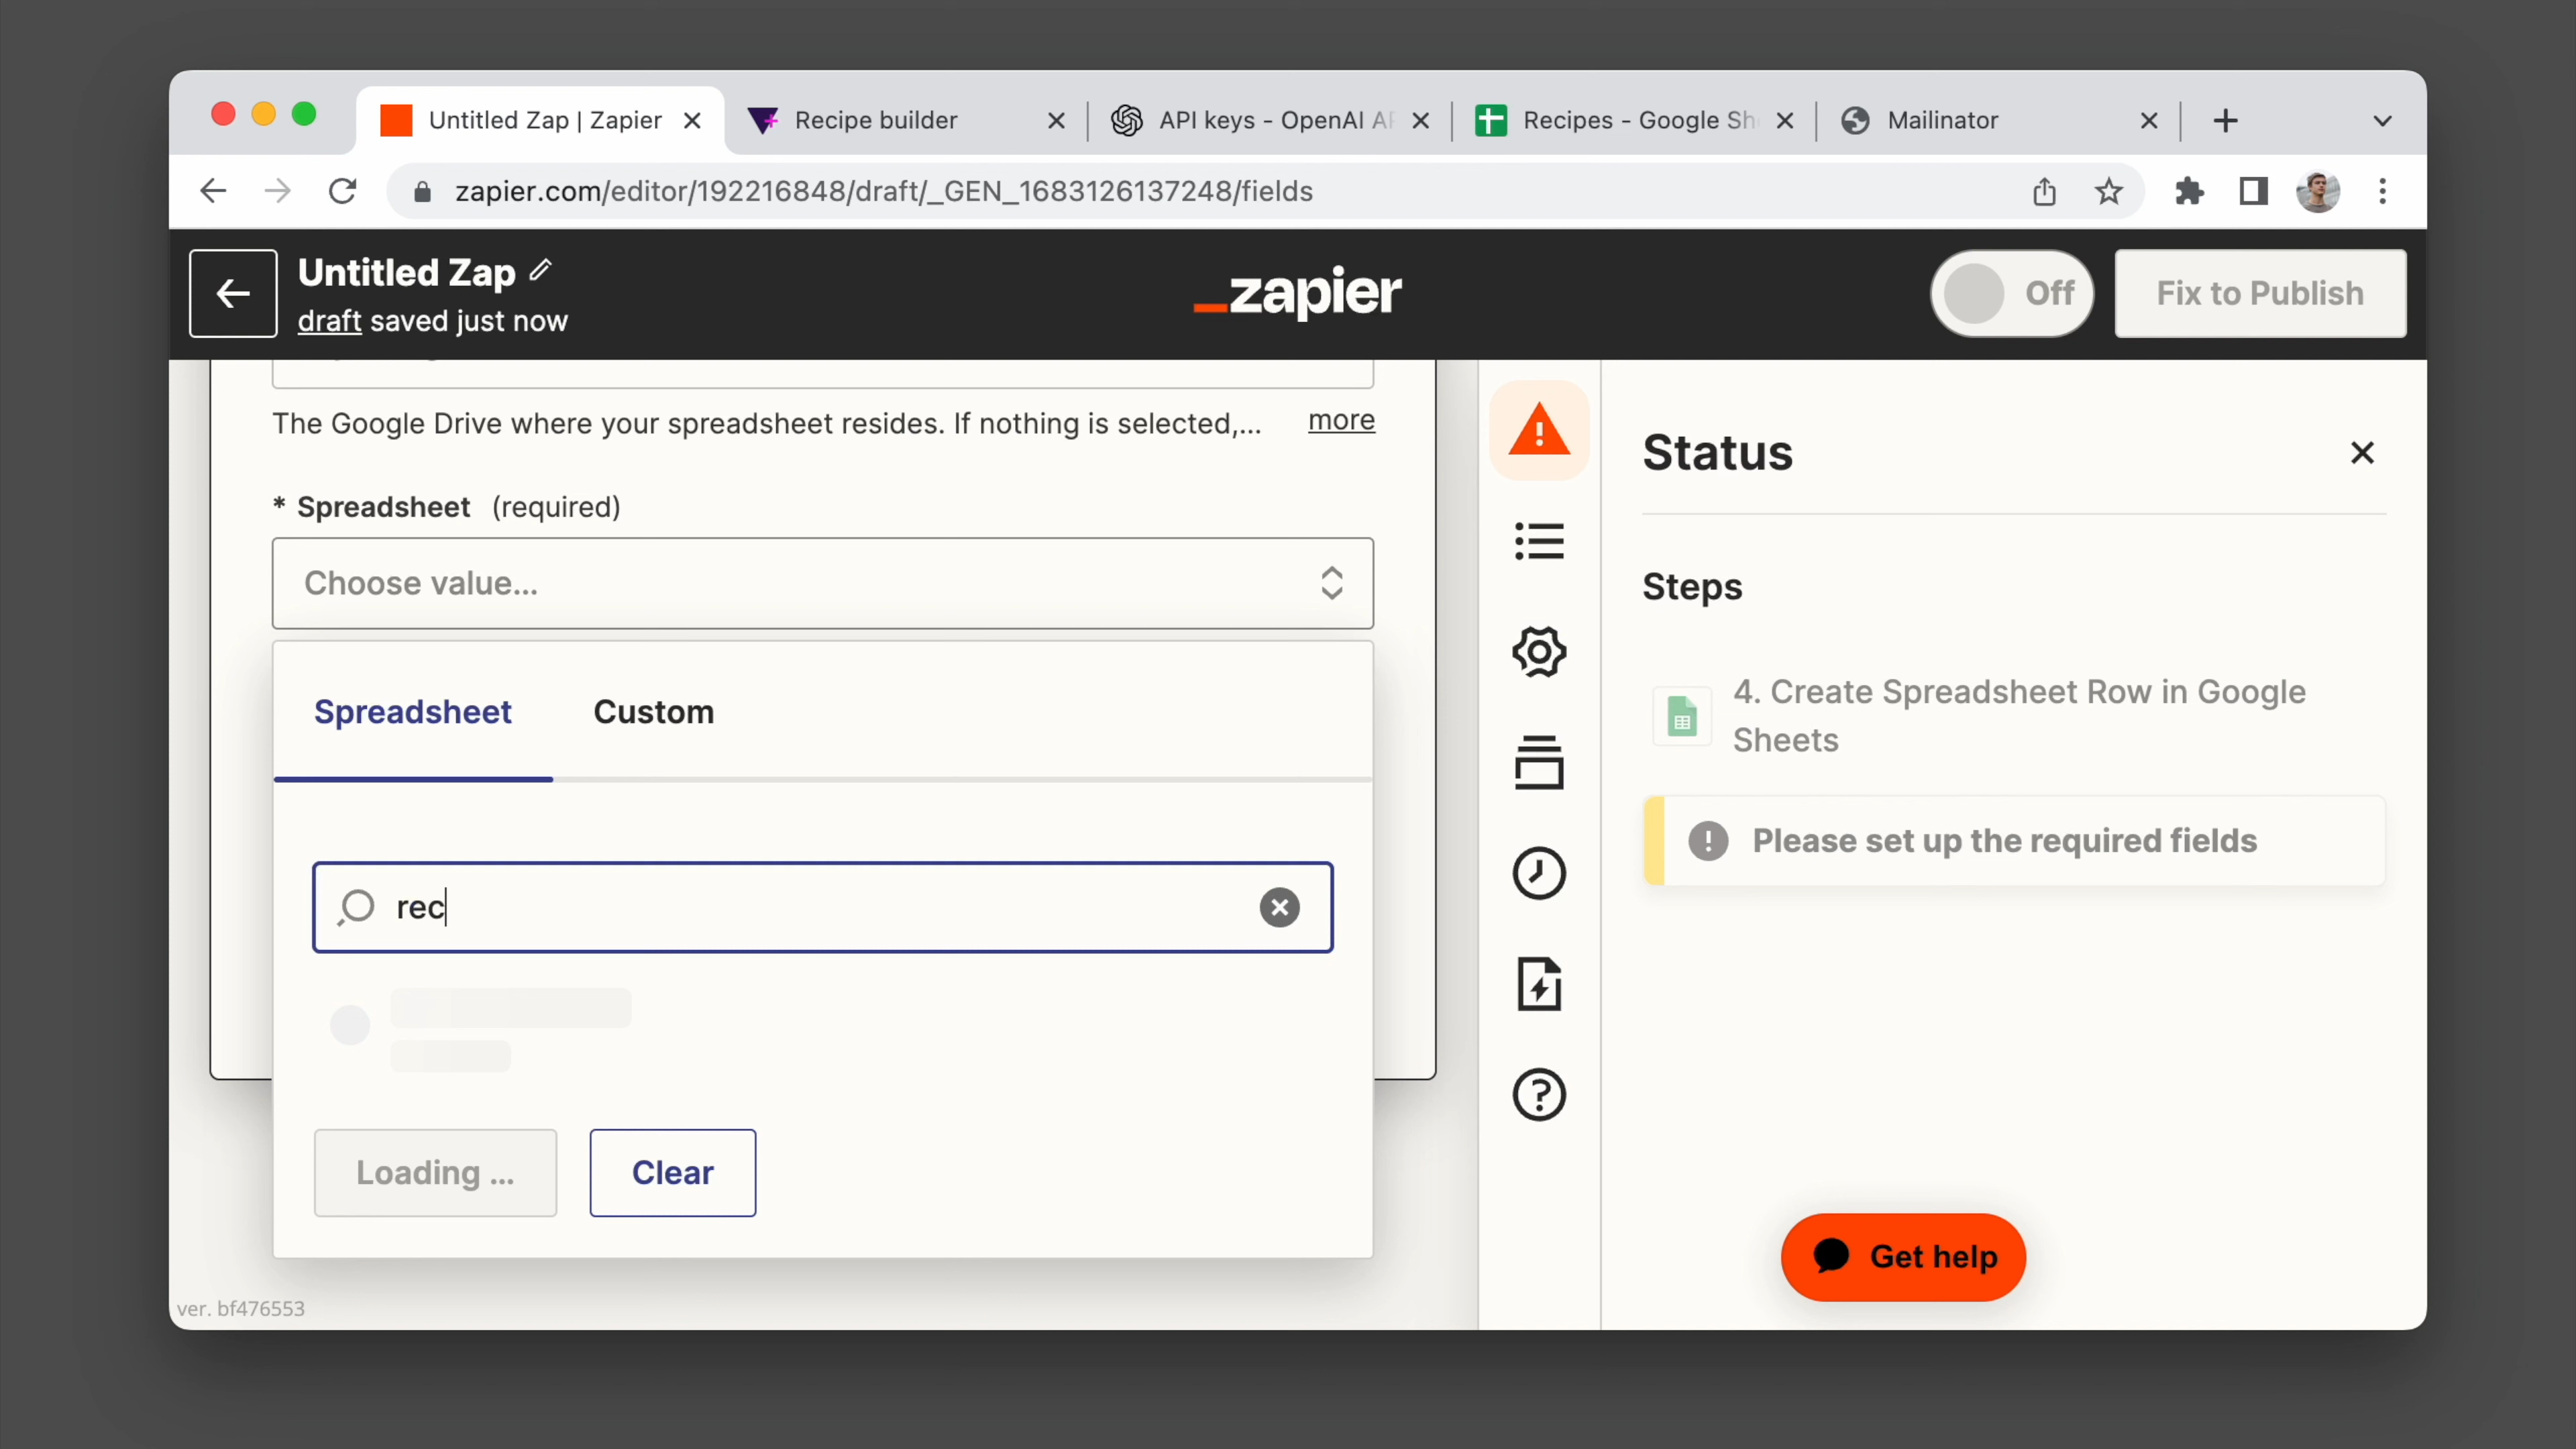 Untitled Zap | Zapier
Recipe builder
API keys - OpenAI AP
Recipes - Google Sh
Mailinator
zapier.com/editor/192216848/draft/_GEN_1683126137248/fields
Untitled Zap
draft saved just now
zapier
Off
Fix to Publish
The Google Drive where your spreadsheet resides. If nothing is selected,... more
* Spreadsheet (required)
Choose value...
Spreadsheet
Custom
rec
Loading ...
Clear
ver. bf476553
Status
Steps
4. Create Spreadsheet Row in Google
Sheets
Please set up the required fields
Get help